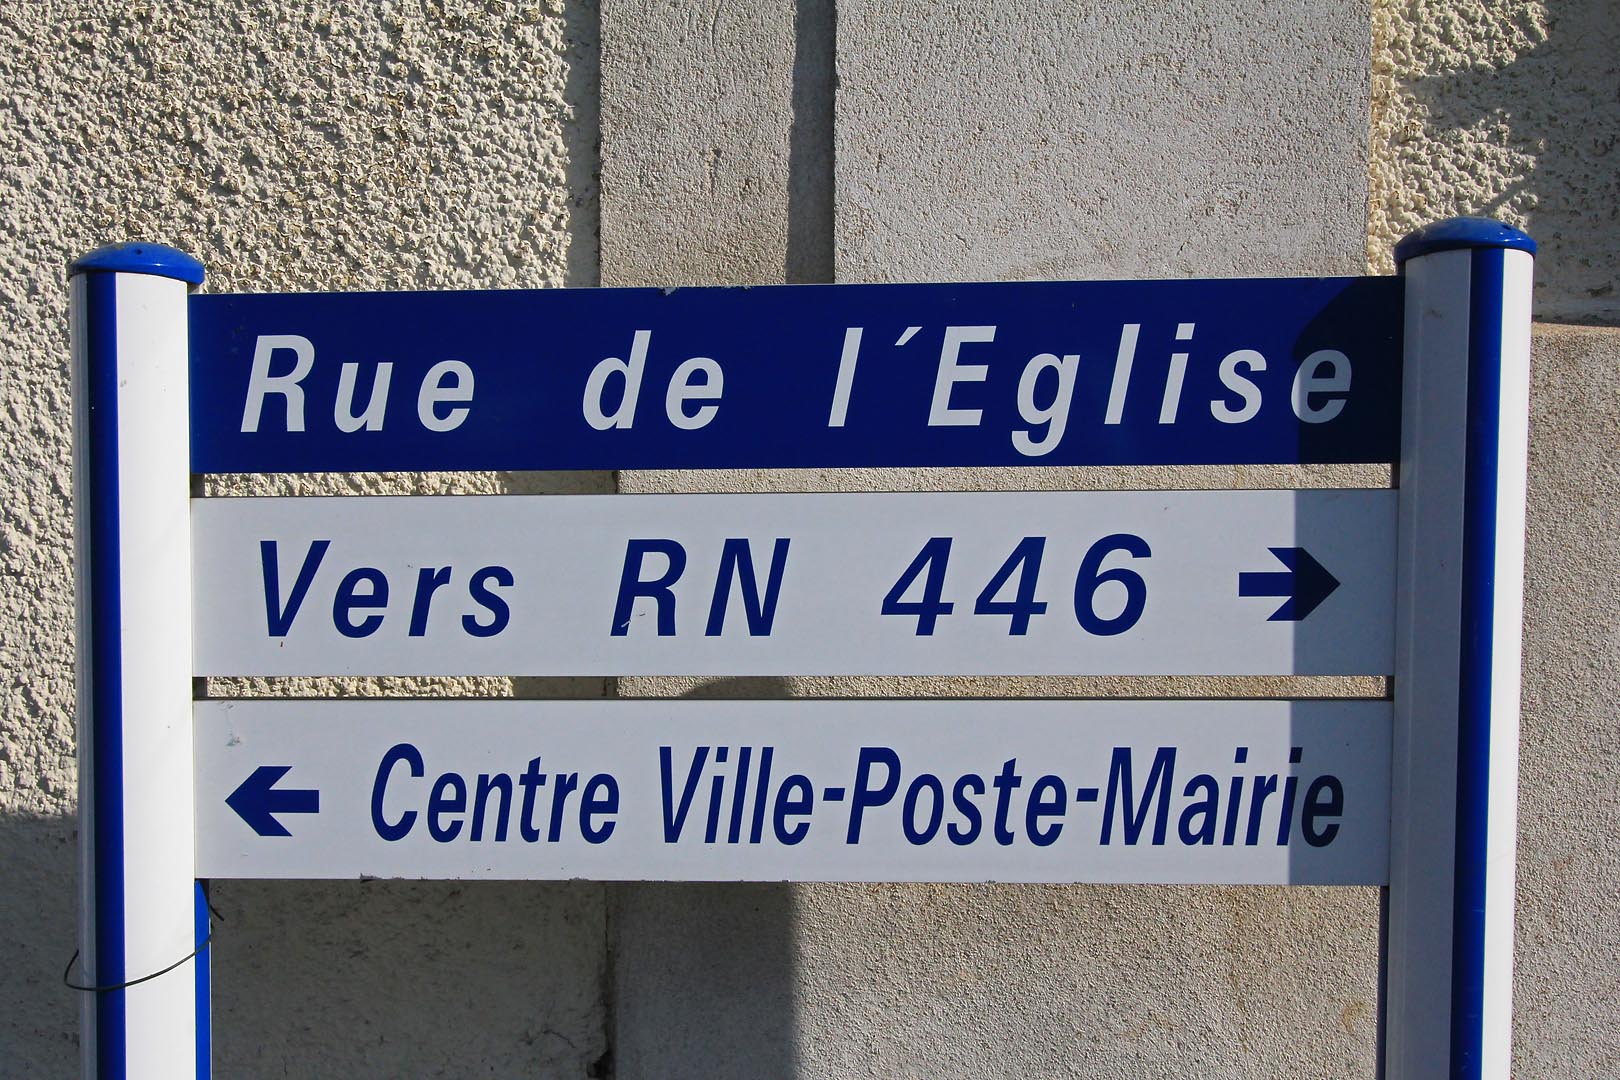 Rue de l´Eglise
Vers RN 446 →
← Centre Ville-Poste-Mairie